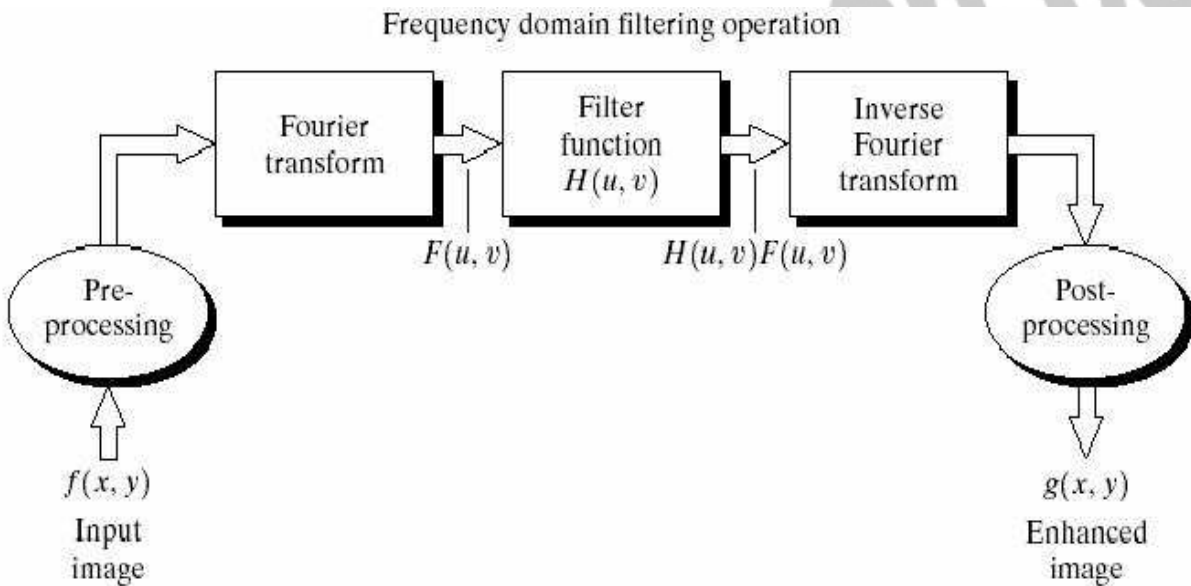 Frequency domain filtering operation
Fourier
transform
Filter
function
H(u, v)
Inverse
Fourier
transform
F(u, v)
H(u, v)F(u, v)
Pre-
processing
Post-
processing
f(x, y)
Input
image
g(x, y)
Enhanced
image